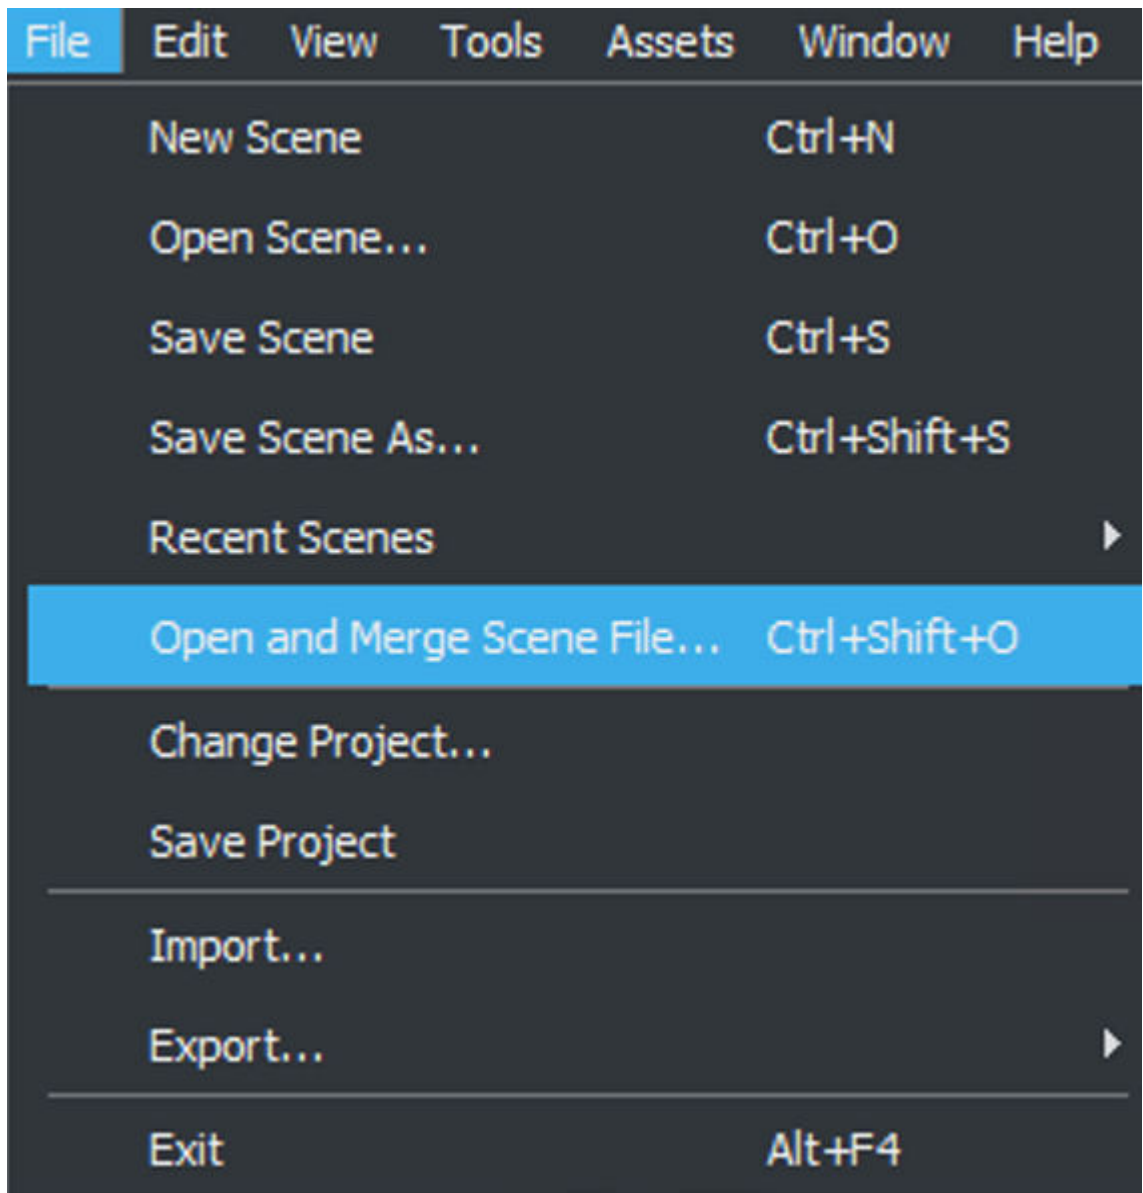 File Edit View Tools Assets Window Help
New Scene Ctrl+N
Open Scene... Ctrl+O
Save Scene Ctrl+S
Save Scene As... Ctrl+Shift+S
Recent Scenes
Open and Merge Scene File... Ctrl+Shift+O
Change Project...
Save Project
Import...
Export...
Exit Alt+F4